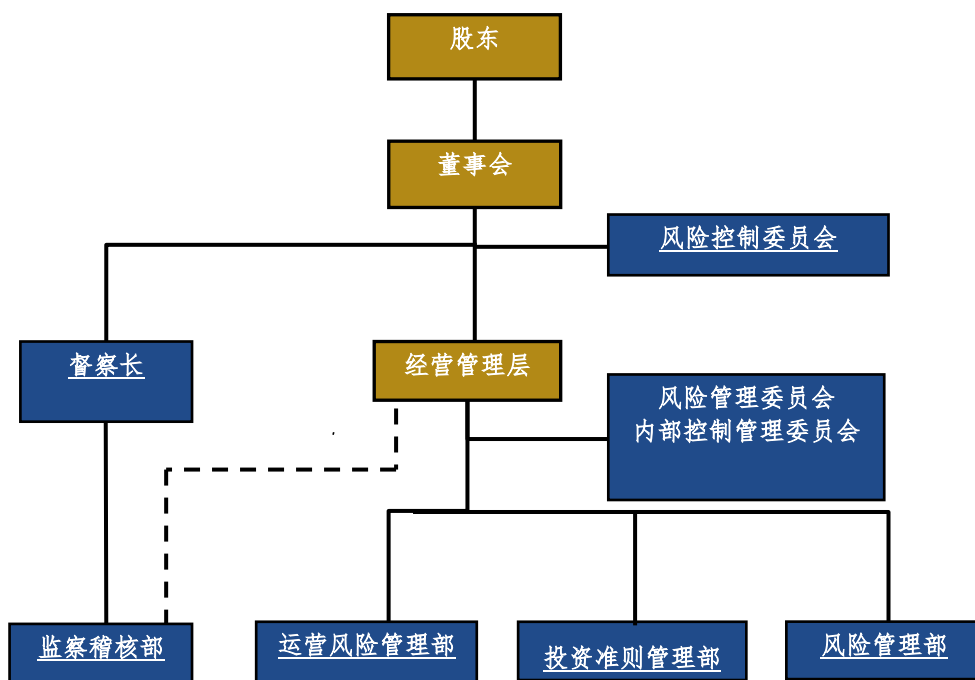 股东
董事会
风险控制委员会
督察长
经营管理层
风险管理委员会
内部控制管理委员会
监察稽核部
运营风险管理部
投资准则管理部
风险管理部